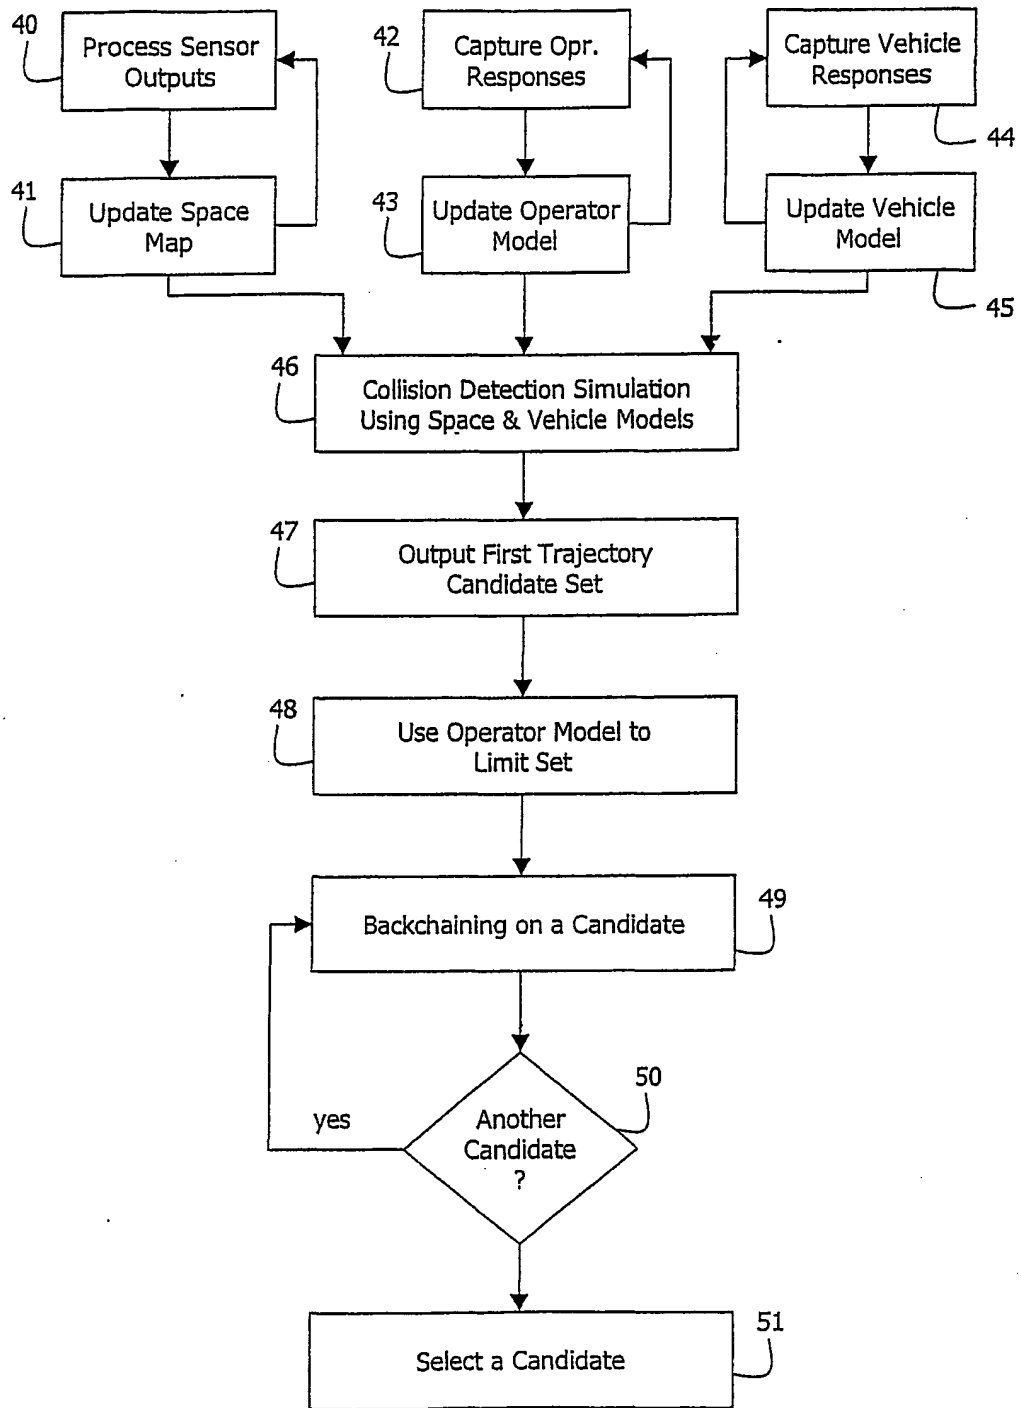 40
Process Sensor
Outputs
42
Capture Opr.
Responses
Capture Vehicle
Responses
44
41
Update Space
Map
43
Update Operator
Model
Update Vehicle
Model
45
46
Collision Detection Simulation
Using Space & Vehicle Models
47
Output First Trajectory
Candidate Set
48
Use Operator Model to
Limit Set
49
Backchaining on a Candidate
50
yes
Another
Candidate
?
51
Select a Candidate